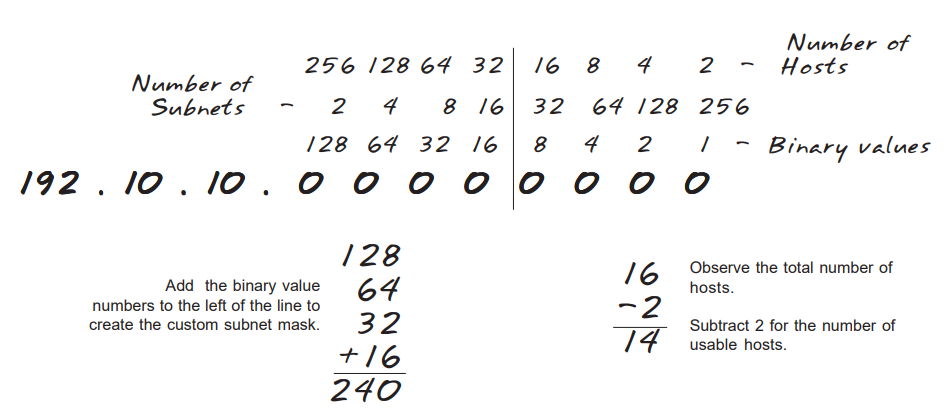 Number of
256 128 64 32 16 8 4 2 - Hosts
Number of
Subnets - 2 4 8 16 32 64 128 256
128 64 32 16 8 4 2 1 - Binary values
192 . 10 . 10 . 0 0 0 0 0 0 0 0
128
Add the binary value
numbers to the left of the line to
create the custom subnet mask.
64
32
+16
240
16
-2
14
Observe the total number of
hosts.
Subtract 2 for the number of
usable hosts.